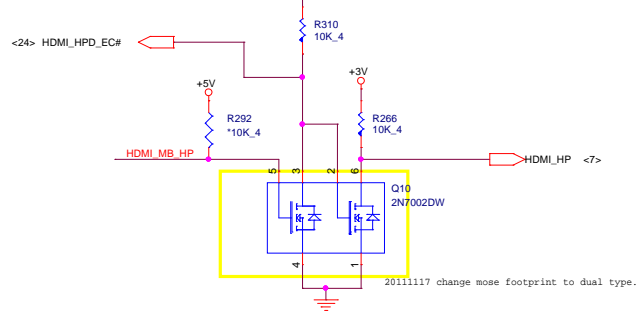 R310
10K_4
<24> HDMI_HPD_EC#
+5V
+3V
R292
*10K_4
R266
10K_4
HDMI_MB_HP
HDMI_HP <7>
5
3
2
6
Q10
2N7002DW
4
1
20111117 change mose footprint to dual type.